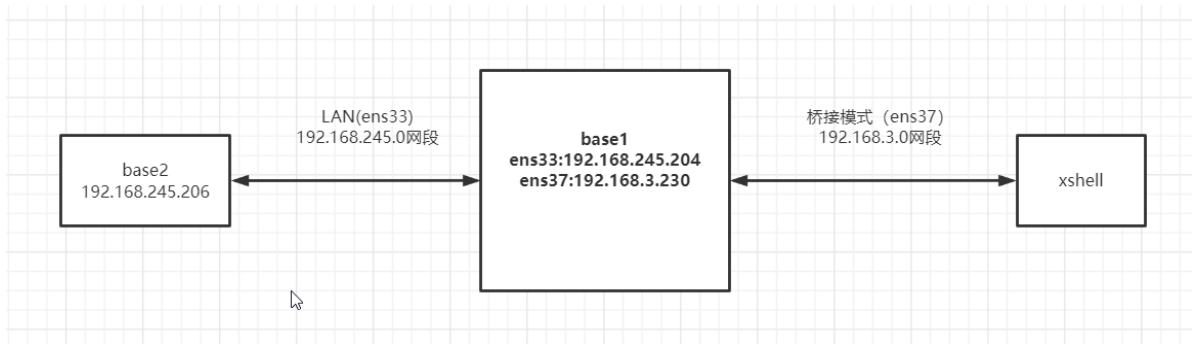 LAN(ens33)
192.168.245.0网段
桥接模式（ens37）
192.168.3.0网段
base2
192.168.245.206
base1
ens33:192.168.245.204
ens37:192.168.3.230
xshell